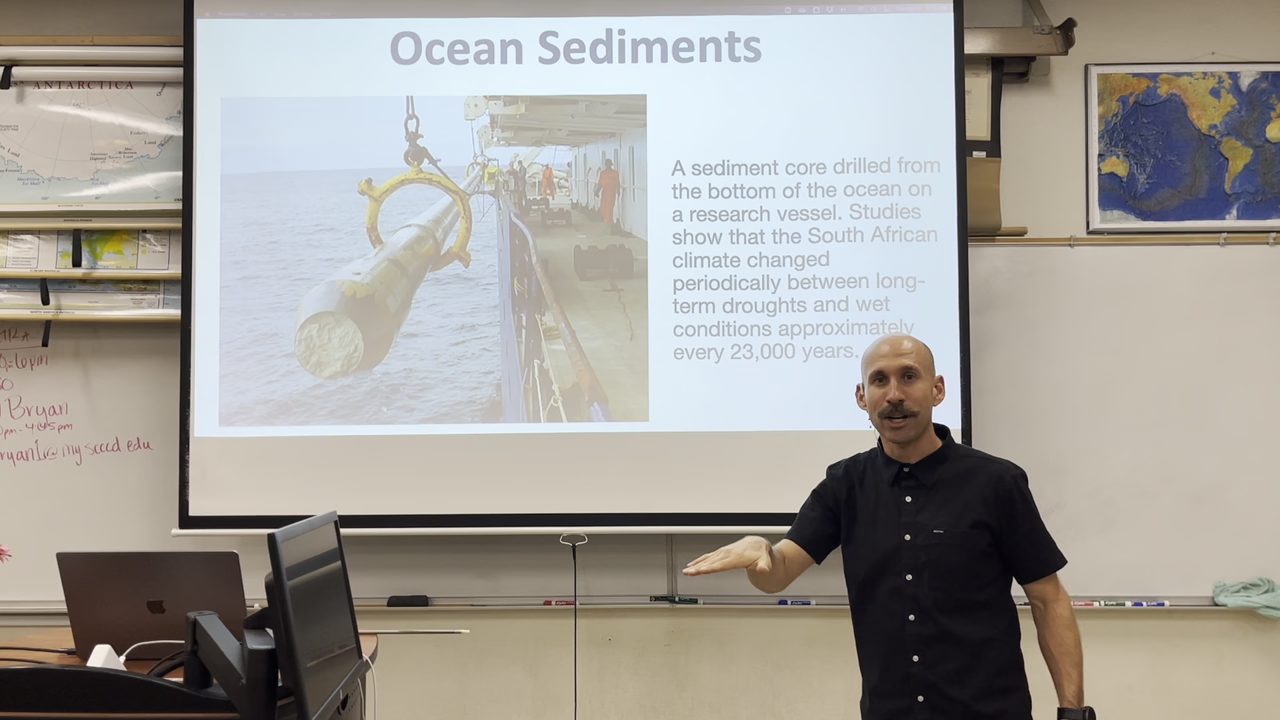 Ocean Sediments
A sediment core drilled from
the bottom of the ocean on
a research vessel. Studies
show that the South African
climate changed
periodically between long-
term droughts and wet
conditions approximately
every 23,000 years.
ANTARCTICA
Bryan